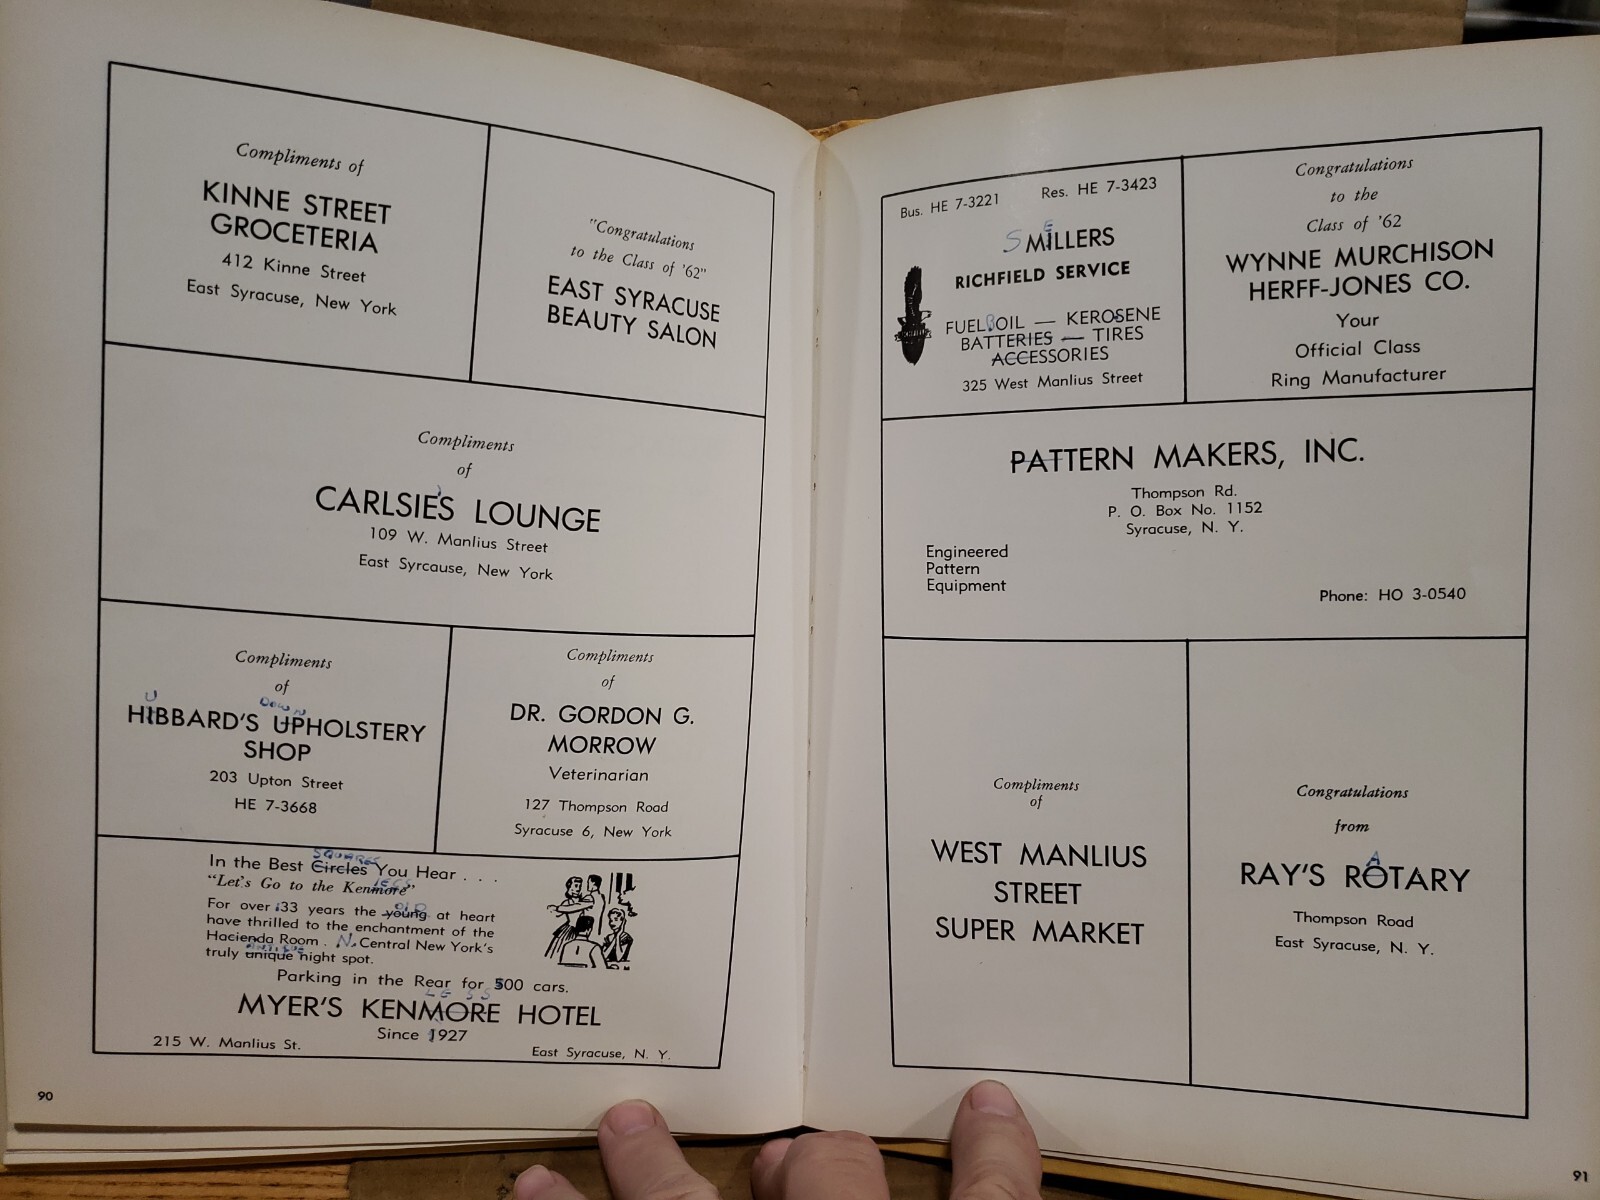 Compliments of
KINNE STREET
GROCETERIA
412 Kinne Street
East Syracuse, New York
"Congratulations
to the Class of '62"
EAST SYRACUSE
BEAUTY SALON
Compliments
of
CARLSIE'S LOUNGE
109 W. Manlius Street
East Syrcause, New York
Compliments
of
U DOWN
HIBBARD'S UPHOLSTERY
SHOP
203 Upton Street
HE 7-3668
Compliments
of
DR. GORDON G.
MORROW
Veterinarian
127 Thompson Road
Syracuse 6, New York
SQUARES
In the Best Circles You Hear . . .
LESS
"Let's Go to the Kenmore"
OLD
For over 133 years the young at heart
have thrilled to the enchantment of the
Hacienda Room . N. Central New York's
ANTIQUE
truly unique night spot.
Parking in the Rear for 500 cars.
LESS
MYER'S KENMORE HOTEL
Since 1927
215 W. Manlius St.
East Syracuse, N. Y.
90
Bus. HE 7-3221 Res. HE 7-3423
E
S MILLERS
RICHFIELD SERVICE
FUEL BOIL — KEROSENE
BATTERIES — TIRES
ACCESSORIES
325 West Manlius Street
Congratulations
to the
Class of '62
WYNNE MURCHISON
HERFF-JONES CO.
Your
Official Class
Ring Manufacturer
PATTERN MAKERS, INC.
Thompson Rd.
P. O. Box No. 1152
Syracuse, N. Y.
Engineered
Pattern
Equipment
Phone: HO 3-0540
Compliments
of
WEST MANLIUS
STREET
SUPER MARKET
Congratulations
from
A
RAY'S ROTARY
Thompson Road
East Syracuse, N. Y.
91